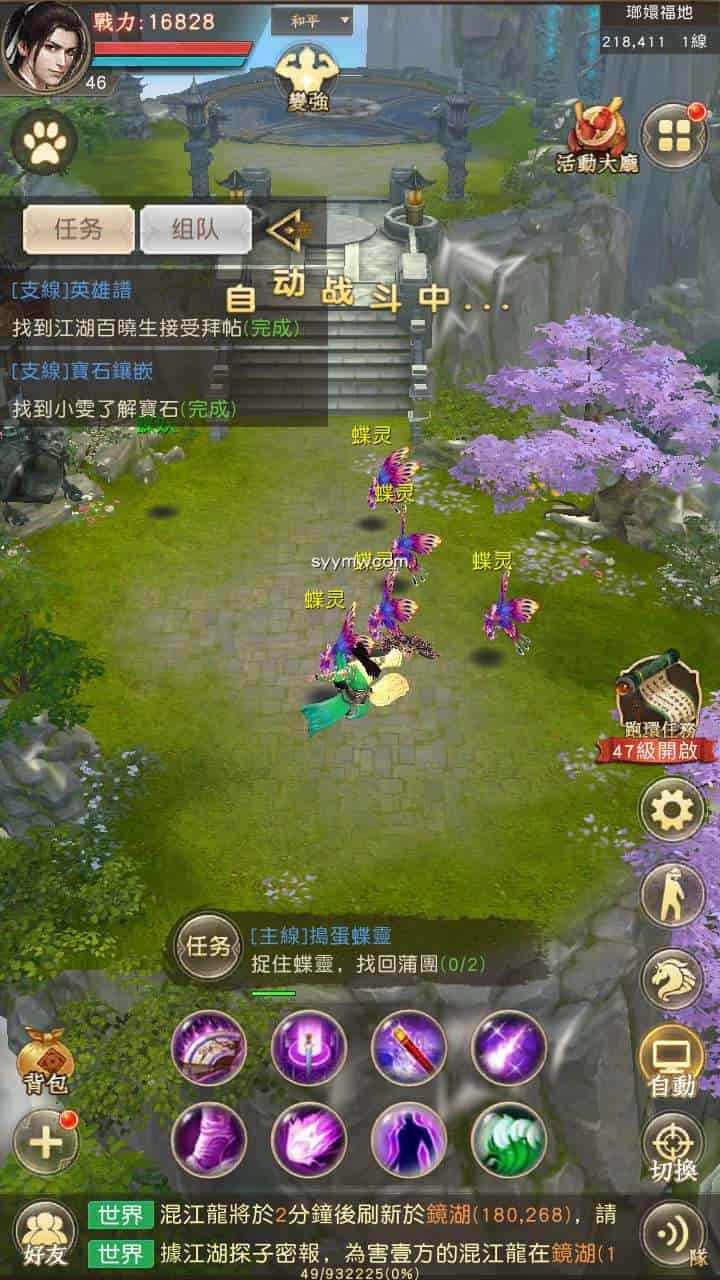 戰力:16828
和平
瑯嬛福地
218,411 1線
46
變強
活動大廳
任务
组队
[支線]英雄譜
自动战斗中...
找到江湖百曉生接受拜帖(完成)
[支線]寶石鑲嵌
找到小雯了解寶石(完成)
蝶灵
蝶灵
syymw.com
蝶灵
蝶灵
蝶灵
跑環任務
47級開啟
任务
[主線]搗蛋蝶靈
捉住蝶靈，找回蒲團(0/2)
背包
自動
切換
世界 混江龍將於2分鐘後刷新於鏡湖(180,268)，請
好友
隊
世界 據江湖探子密報，為害壹方的混江龍在鏡湖(1
49/932225(0%)